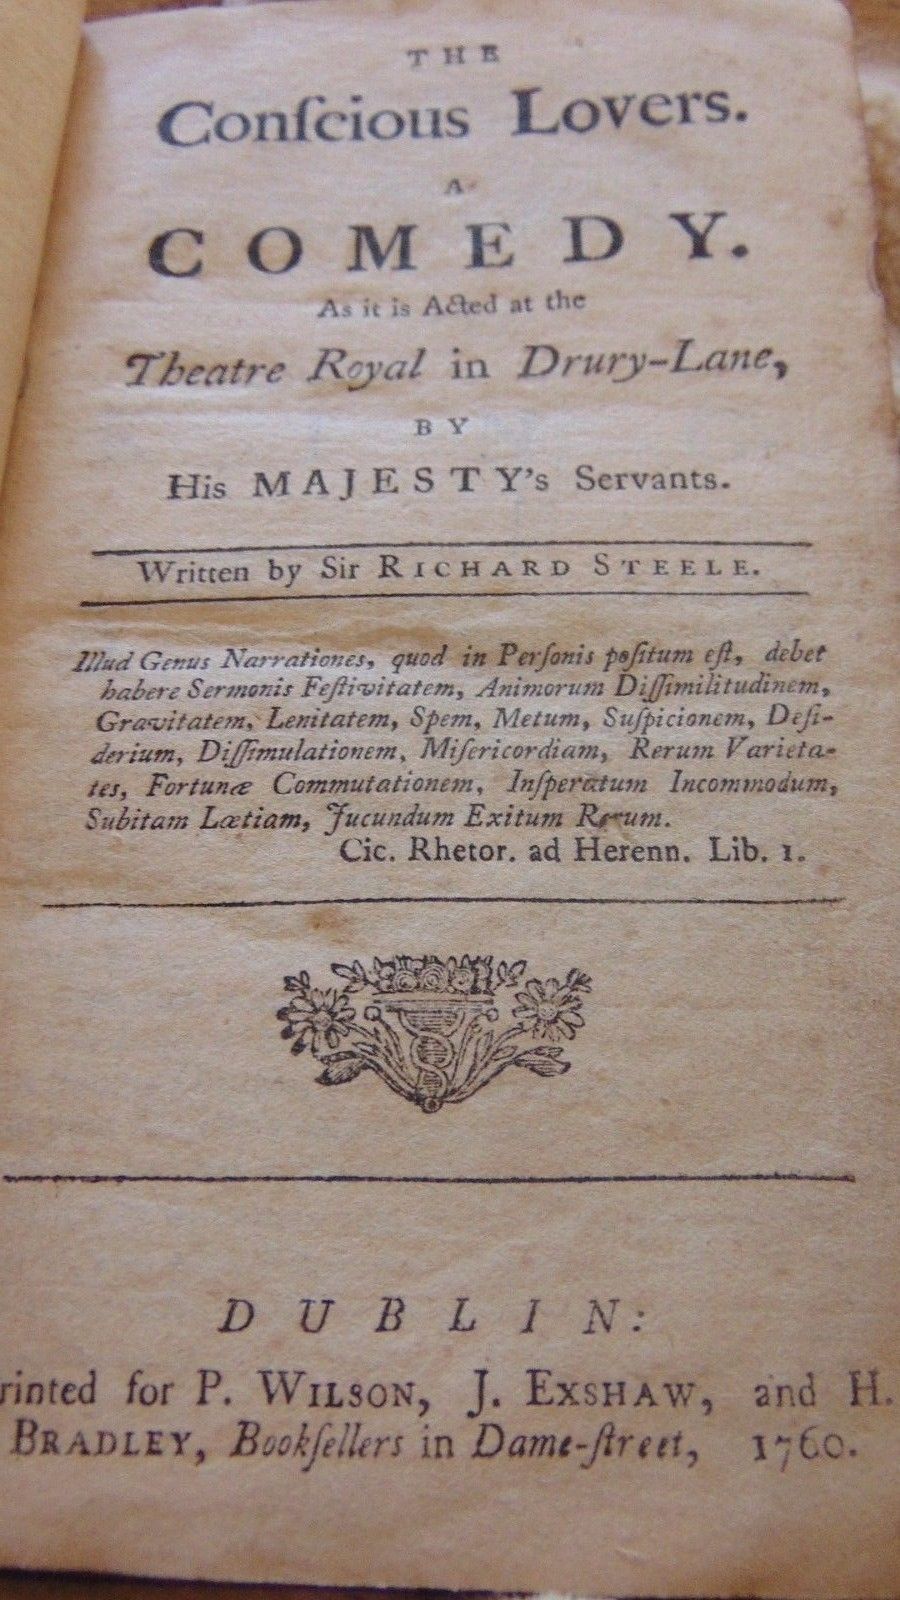 THE
Conſcious Lovers.
A
COMEDY.
As it is Acted at the
Theatre Royal in Drury-Lane,
BY
His MAJESTY's Servants.
Written by Sir RICHARD STEELE.
Illud Genus Narrationes, quod in Perſonis poſitum eſt, debet
habere Sermonis Feſtivitatem, Animorum Diſſimilitudinem,
Gravitatem, Lenitatem, Spem, Metum, Suſpicionem, Deſi-
derium, Diſſimulationem, Miſericordiam, Rerum Varieta-
tes, Fortunæ Commutationem, Inſperatum Incommodum,
Subitam Lætiam, Jucundum Exitum Rerum.
Cic. Rhetor. ad Herenn. Lib. 1.
DUBLIN:
rinted for P. WILSON, J. EXSHAW, and H.
BRADLEY, Bookſellers in Dame-ſtreet, 1760.